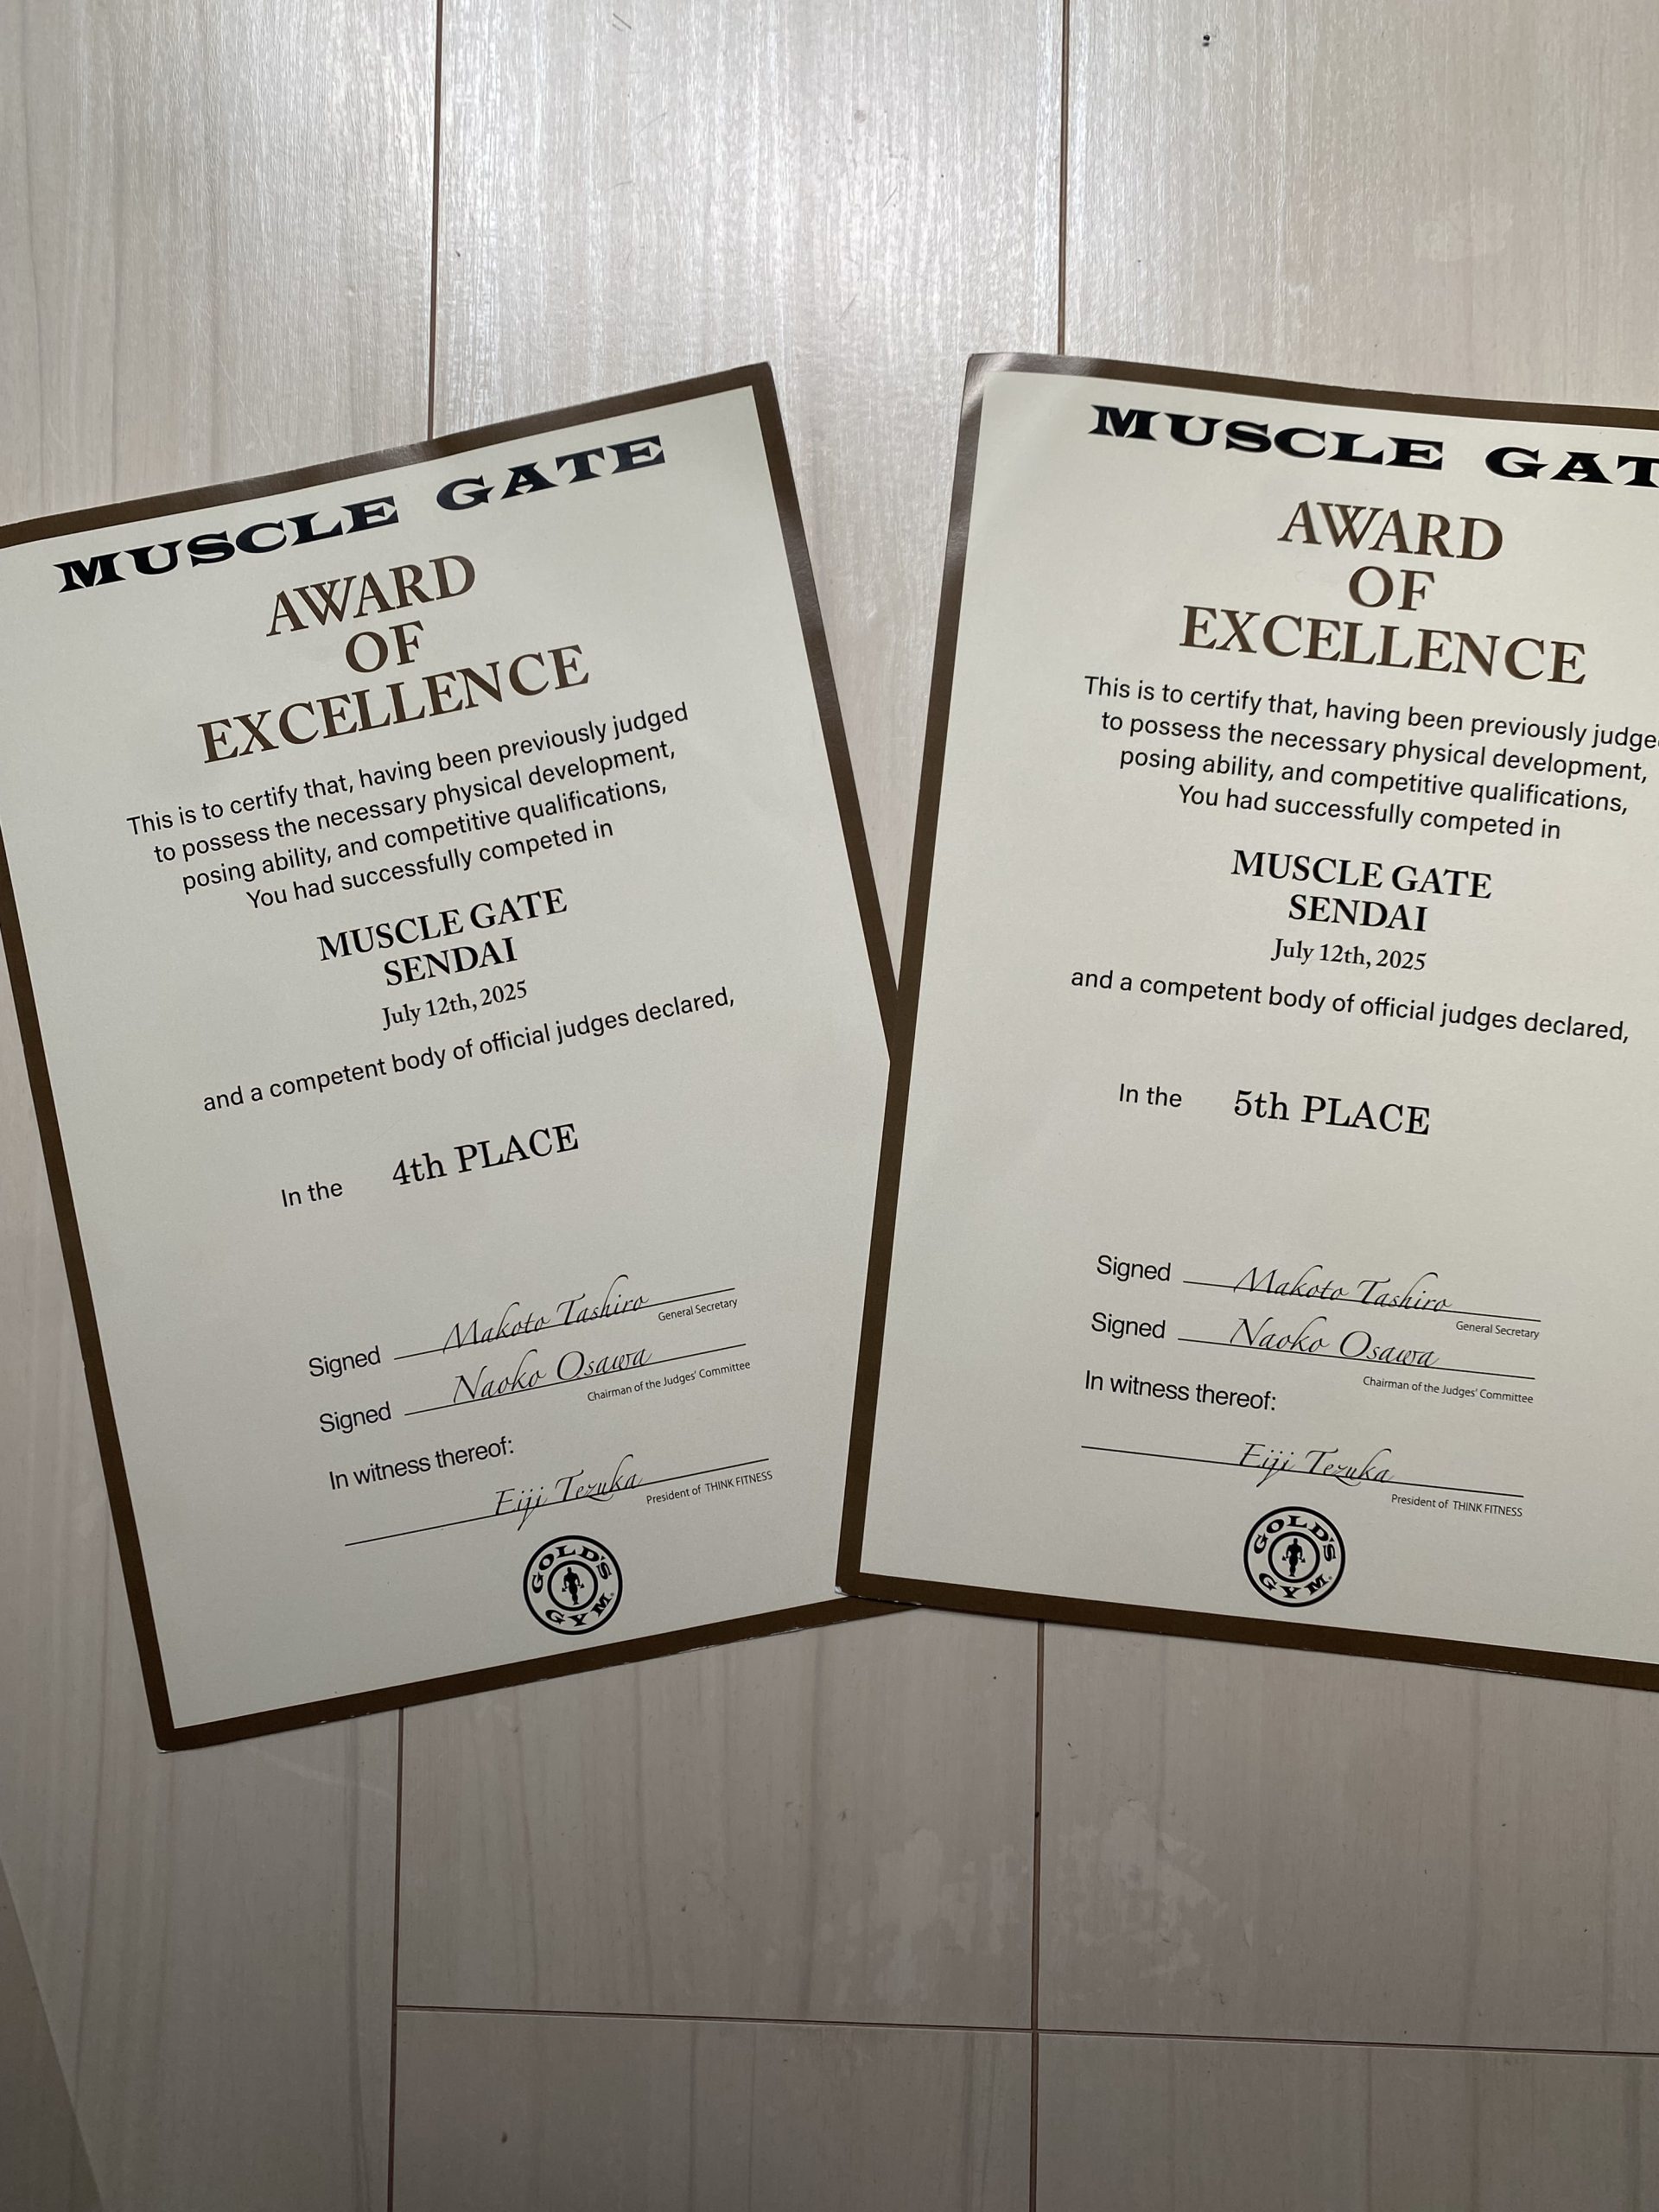 MUSCLE GATE
AWARD
OF
EXCELLENCE
This is to certify that, having been previously judged
to possess the necessary physical development,
posing ability, and competitive qualifications,
You had successfully competed in
MUSCLE GATE
SENDAI
July 12th, 2025
and a competent body of official judges declared,
In the 4th PLACE
Signed Makoto Tashiro
General Secretary
Signed Naoko Osawa
Chairman of the Judges' Committee
In witness thereof:
Eiji Tezuka
President of THINK FITNESS
GOLD'S GYM
MUSCLE GAT
AWARD
OF
EXCELLENCE
This is to certify that, having been previously judged
to possess the necessary physical development,
posing ability, and competitive qualifications,
You had successfully competed in
MUSCLE GATE
SENDAI
July 12th, 2025
and a competent body of official judges declared,
In the 5th PLACE
Signed Makoto Tashiro
General Secretary
Signed Naoko Osawa
Chairman of the Judges' Committee
In witness thereof:
Eiji Tezuka
President of THINK FITNESS
GOLD'S GYM